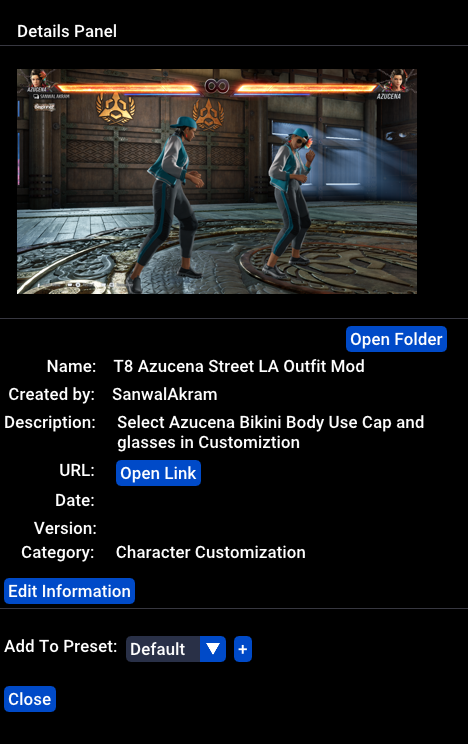 Details Panel
AZUCENA
SANWAL AKRAM
AZUCENA
Open Folder
Name: T8 Azucena Street LA Outfit Mod
Created by: SanwalAkram
Description: Select Azucena Bikini Body Use Cap and
glasses in Customiztion
URL: Open Link
Date:
Version:
Category: Character Customization
Edit Information
Add To Preset: Default +
Close